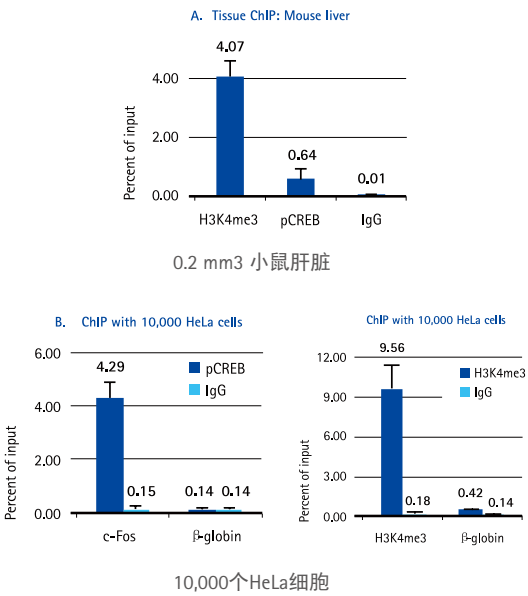 A. Tissue ChIP: Mouse liver
4.07
4.00
2.00
0.00
0.64
0.01
Percent of input
H3K4me3 pCREB IgG
0.2 mm3 小鼠肝脏
B. ChIP with 10,000 HeLa cells
6.00
4.00
2.00
0.00
4.29
0.15
0.14 0.14
pCREB
IgG
Percent of input
c-Fos β-globin
ChIP with 10,000 HeLa cells
12.00
9.00
6.00
3.00
0.00
9.56
0.18
0.42
0.14
H3K4me3
IgG
Percent of input
H3K4me3 β-globin
10,000个HeLa细胞